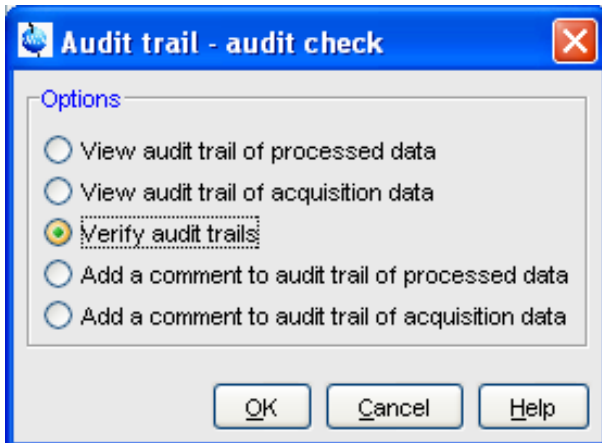 Audit trail - audit check
Options
View audit trail of processed data
View audit trail of acquisition data
Verify audit trails
Add a comment to audit trail of processed data
Add a comment to audit trail of acquisition data
OK Cancel Help